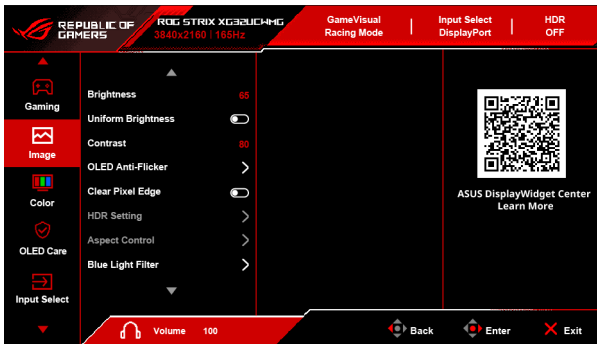 REPUBLIC OF
GAMERS
ROG STRIX XG32UCWMG
3840x2160 | 165Hz
GameVisual
Racing Mode
Input Select
DisplayPort
HDR
OFF
Gaming
Image
Color
OLED Care
Input Select
Brightness 65
Uniform Brightness
Contrast 80
OLED Anti-Flicker
Clear Pixel Edge
HDR Setting
Aspect Control
Blue Light Filter
ASUS DisplayWidget Center
Learn More
Volume 100
Back
Enter
Exit